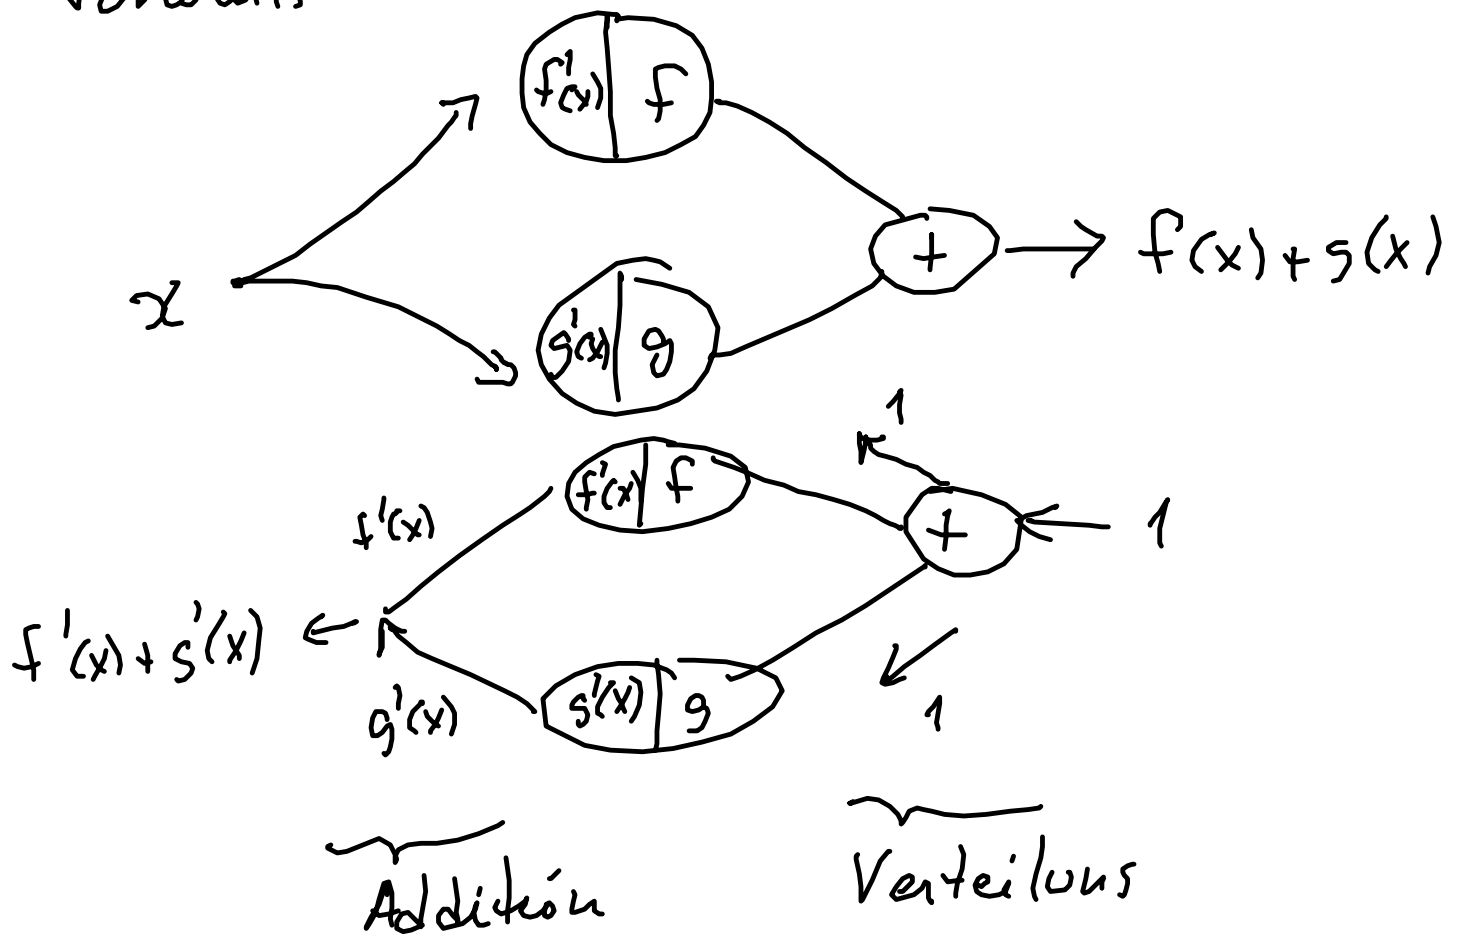 f'(x) f
x
+ f(x)+g(x)
g'(x) g
1
f'(x) f'(x) f
+ 1
f'(x)+g'(x)
g'(x) g'(x) g
1
Addition Verteilung